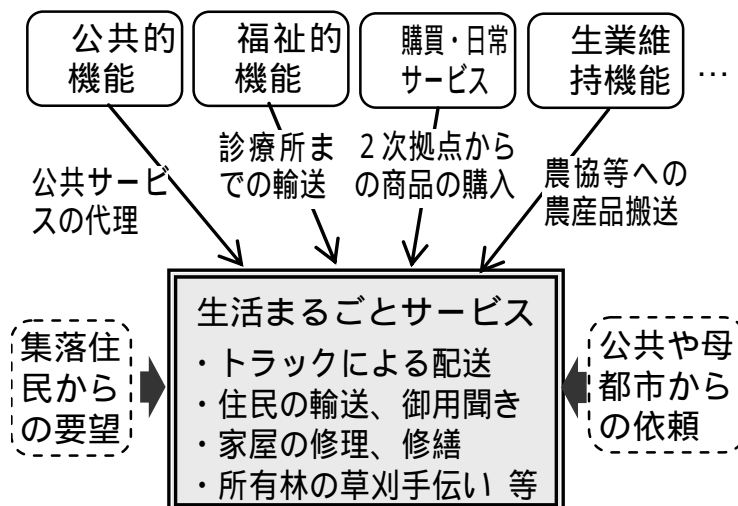 公共的
機能
福祉的
機能
購買・日常
サービス
生業維
持機能
…
公共サービ
スの代理
診療所ま
での輸送
2次拠点から
の商品の購入
農協等への
農産品搬送
集落住
民から
の要望
生活まるごとサービス
・トラックによる配送
・住民の輸送、御用聞き
・家屋の修理、修繕
・所有林の草刈手伝い 等
公共や母
都市から
の依頼